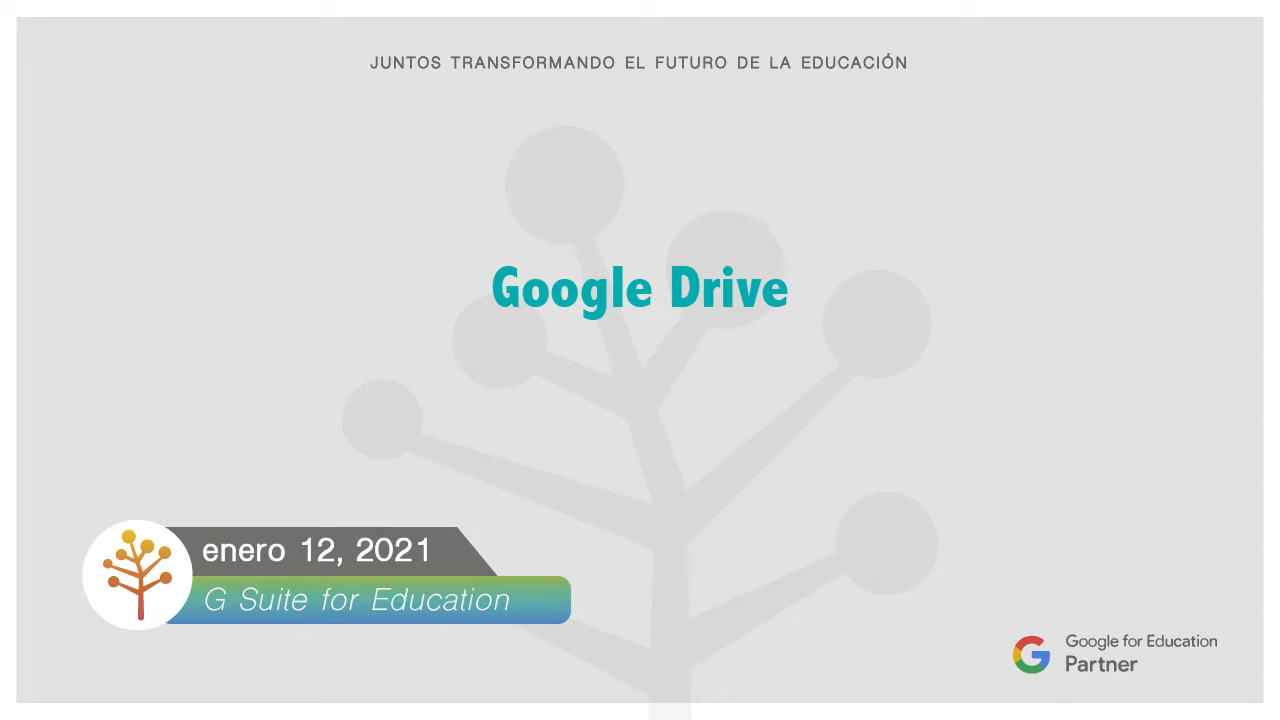 JUNTOS TRANSFORMANDO EL FUTURO DE LA EDUCACIÓN
Google Drive
enero 12, 2021
G Suite for Education
Google for Education
Partner